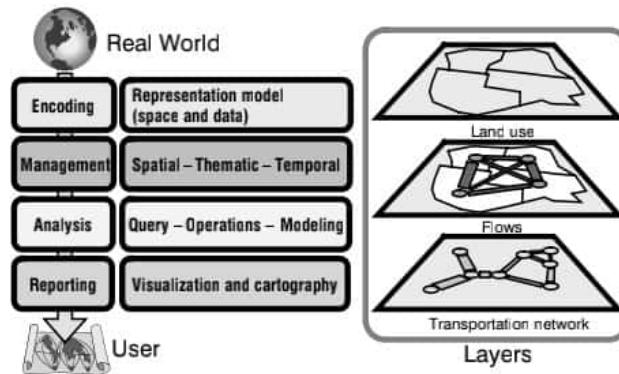 Real World
Encoding
Representation model
(space and data)
Management
Spatial – Thematic – Temporal
Analysis
Query – Operations – Modeling
Reporting
Visualization and cartography
User
Land use
Flows
Transportation network
Layers